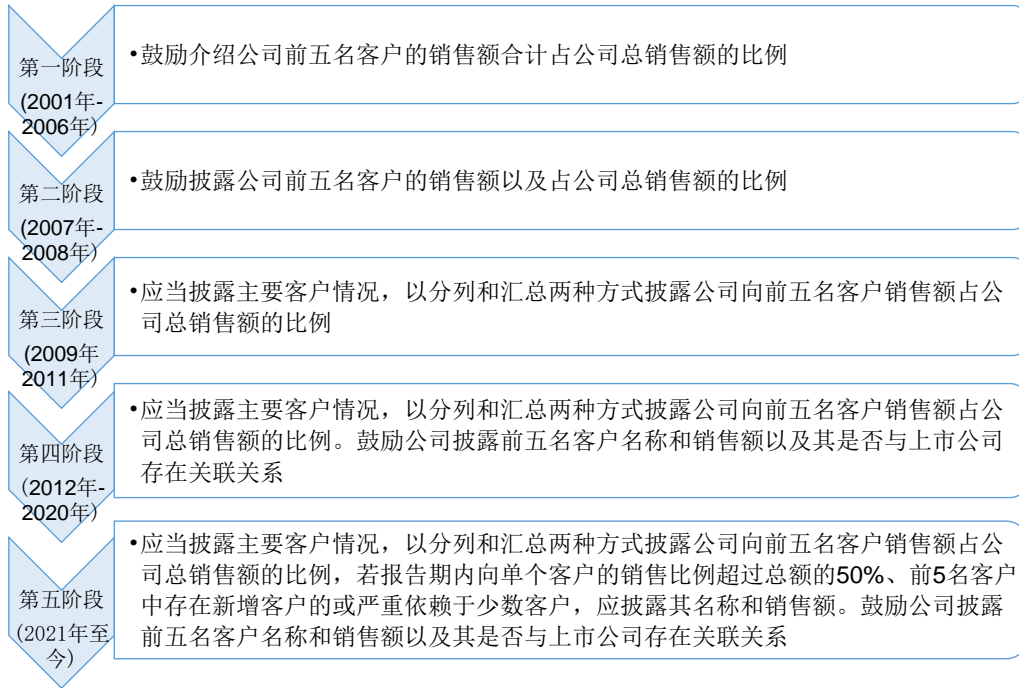 第一阶段
(2001年-
2006年)
•鼓励介绍公司前五名客户的销售额合计占公司总销售额的比例
第二阶段
(2007年-
2008年)
•鼓励披露公司前五名客户的销售额以及占公司总销售额的比例
第三阶段
(2009年
2011年)
•应当披露主要客户情况，以分列和汇总两种方式披露公司向前五名客户销售额占公
司总销售额的比例
第四阶段
(2012年-
2020年)
•应当披露主要客户情况，以分列和汇总两种方式披露公司向前五名客户销售额占公
司总销售额的比例。鼓励公司披露前五名客户名称和销售额以及其是否与上市公司
存在关联关系
第五阶段
(2021年至
今)
•应当披露主要客户情况，以分列和汇总两种方式披露公司向前五名客户销售额占公
司总销售额的比例，若报告期内向单个客户的销售比例超过总额的50%、前5名客户
中存在新增客户的或严重依赖于少数客户，应披露其名称和销售额。鼓励公司披露
前五名客户名称和销售额以及其是否与上市公司存在关联关系